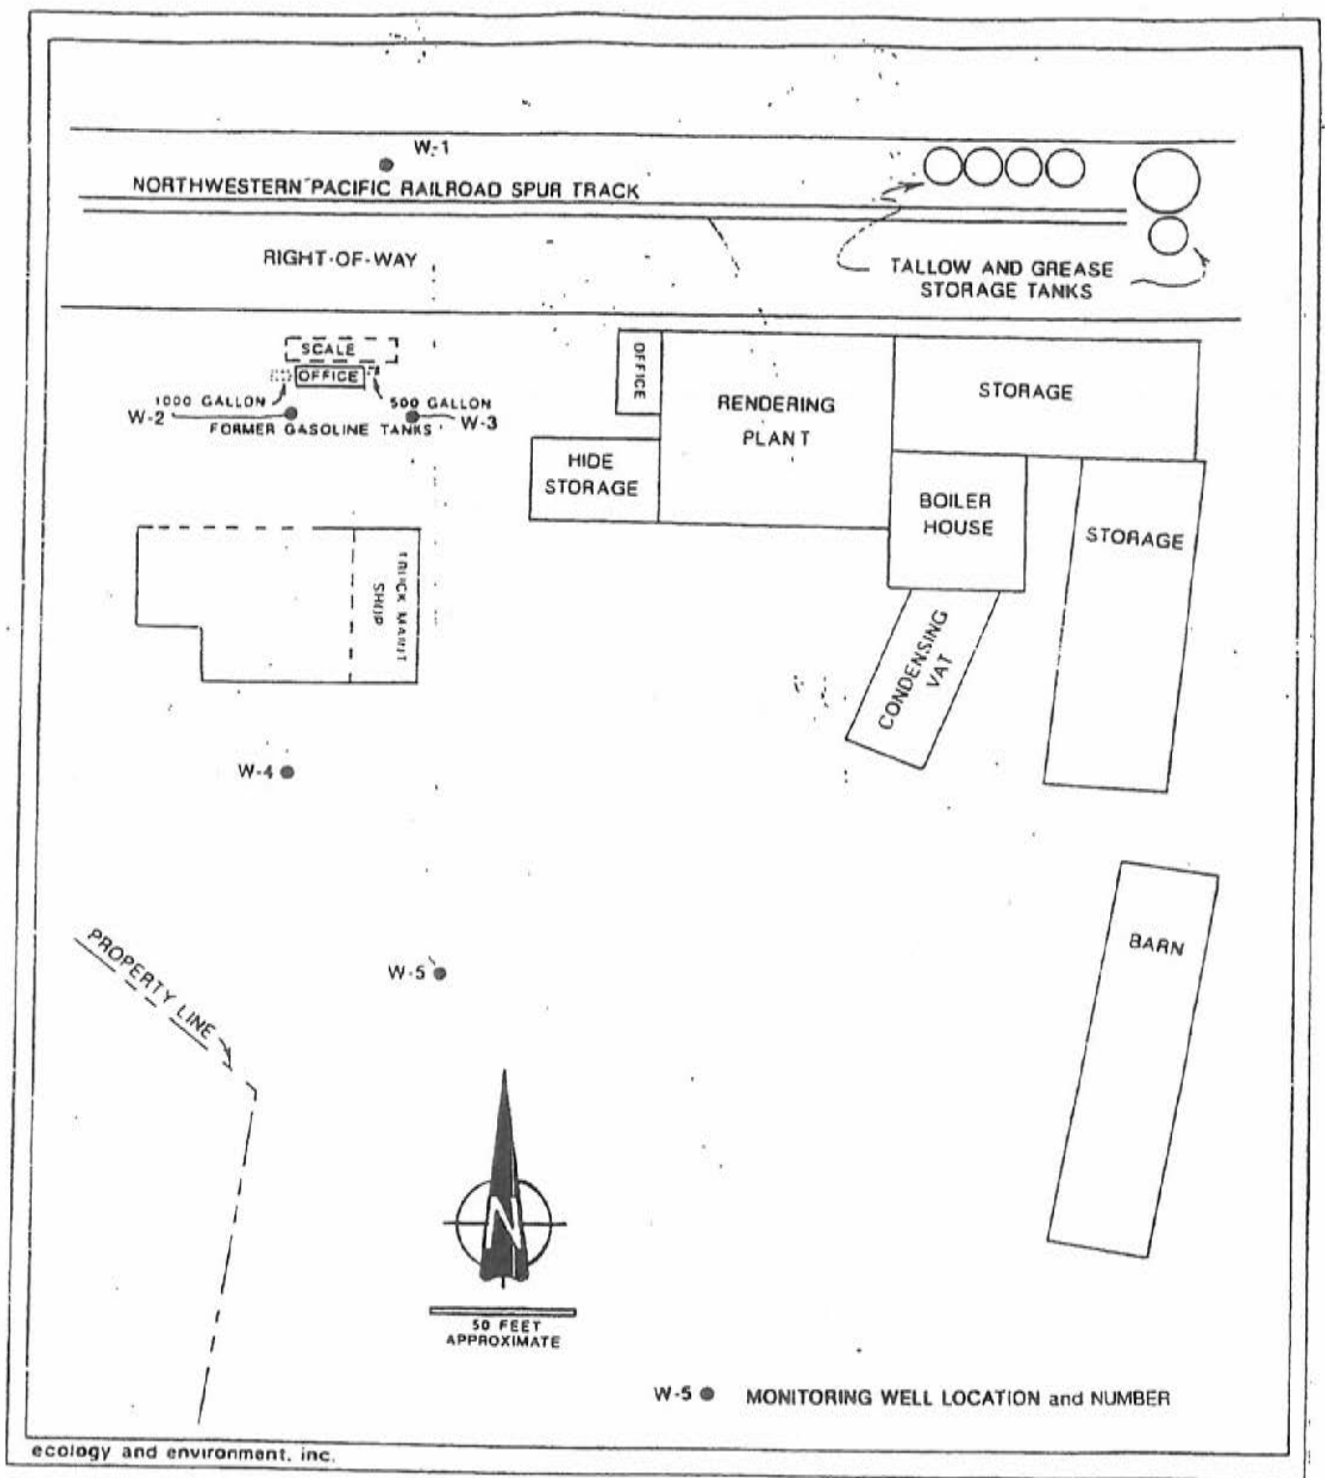 W-1
NORTHWESTERN PACIFIC RAILROAD SPUR TRACK
RIGHT-OF-WAY
TALLOW AND GREASE
STORAGE TANKS
SCALE
OFFICE
1000 GALLON
500 GALLON
W-2
W-3
FORMER GASOLINE TANKS
OFFICE
RENDERING
PLANT
STORAGE
HIDE
STORAGE
BOILER
HOUSE
STORAGE
TRUCK MAINT
SHOP
CONDENSING
VAT
W-4
BARN
PROPERTY LINE
W-5
N
50 FEET
APPROXIMATE
W-5 MONITORING WELL LOCATION and NUMBER
ecology and environment, inc.